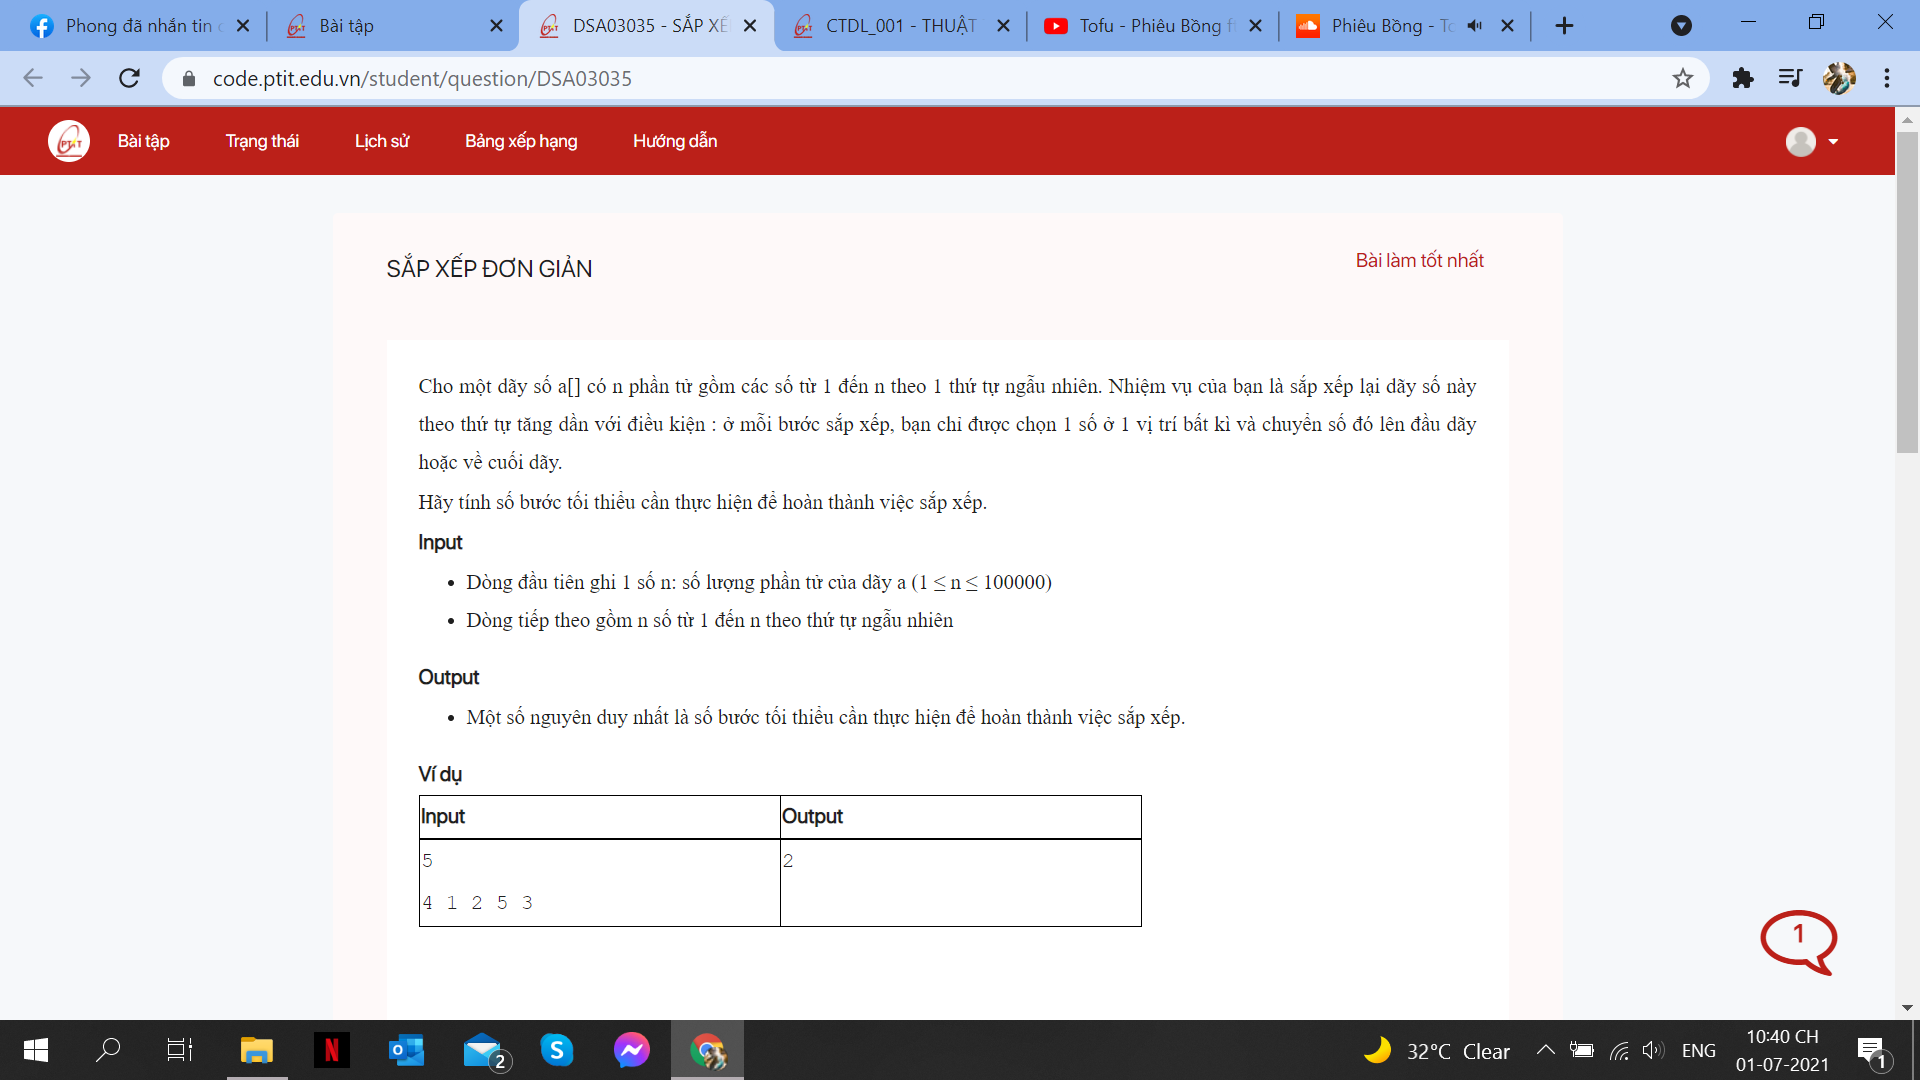 Phong đã nhắn tin c
Bài tập
DSA03035 - SẮP XẾ
CTDL_001 - THUẬT
Tofu - Phiêu Bồng f
Phiêu Bồng - To
code.ptit.edu.vn/student/question/DSA03035
PTIT
Bài tập
Trạng thái
Lịch sử
Bảng xếp hạng
Hướng dẫn
SẮP XẾP ĐƠN GIẢN
Bài làm tốt nhất
Cho một dãy số a[] có n phần tử gồm các số từ 1 đến n theo 1 thứ tự ngẫu nhiên. Nhiệm vụ của bạn là sắp xếp lại dãy số này
theo thứ tự tăng dần với điều kiện : ở mỗi bước sắp xếp, bạn chỉ được chọn 1 số ở 1 vị trí bất kì và chuyển số đó lên đầu dãy
hoặc về cuối dãy.
Hãy tính số bước tối thiểu cần thực hiện để hoàn thành việc sắp xếp.
Input
• Dòng đầu tiên ghi 1 số n: số lượng phần tử của dãy a (1 ≤ n ≤ 100000)
• Dòng tiếp theo gồm n số từ 1 đến n theo thứ tự ngẫu nhiên
Output
• Một số nguyên duy nhất là số bước tối thiểu cần thực hiện để hoàn thành việc sắp xếp.
Ví dụ
Input Output
5 2
4 1 2 5 3
1
N
2
S
32°C Clear
ENG
10:40 CH
01-07-2021
1